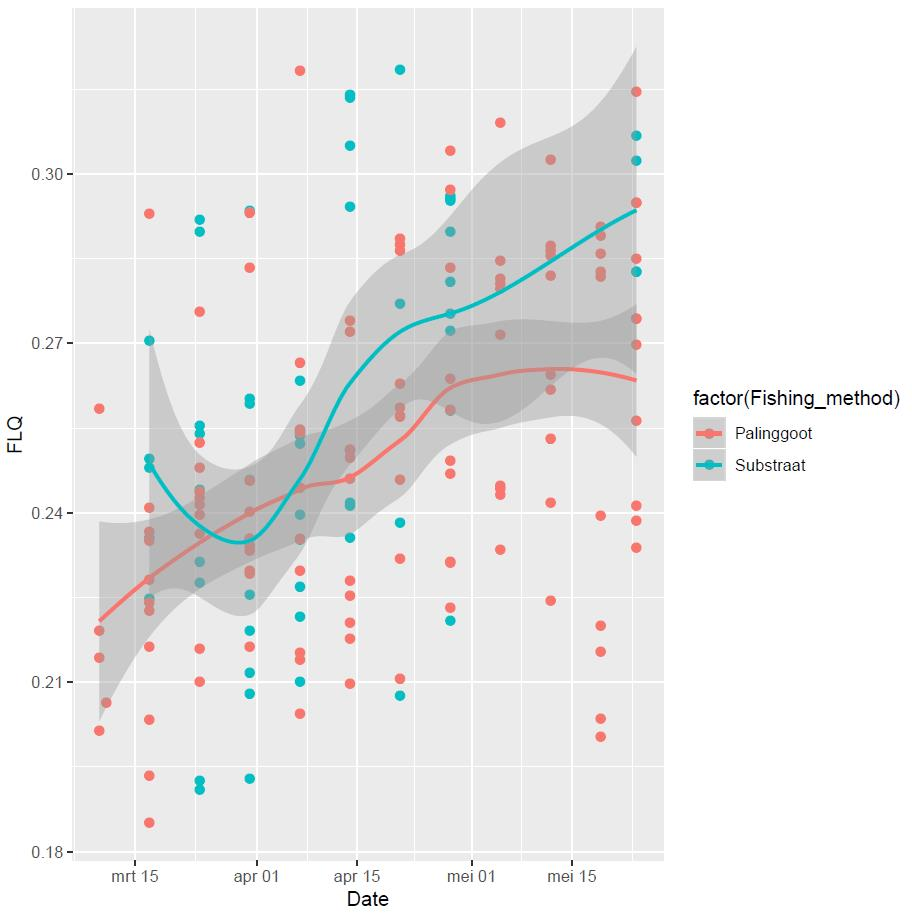 0.30
0.27
0.24
0.21
0.18
FLQ
mrt 15
apr 01
apr 15
mei 01
mei 15
Date
factor(Fishing_method)
Palinggoot
Substraat